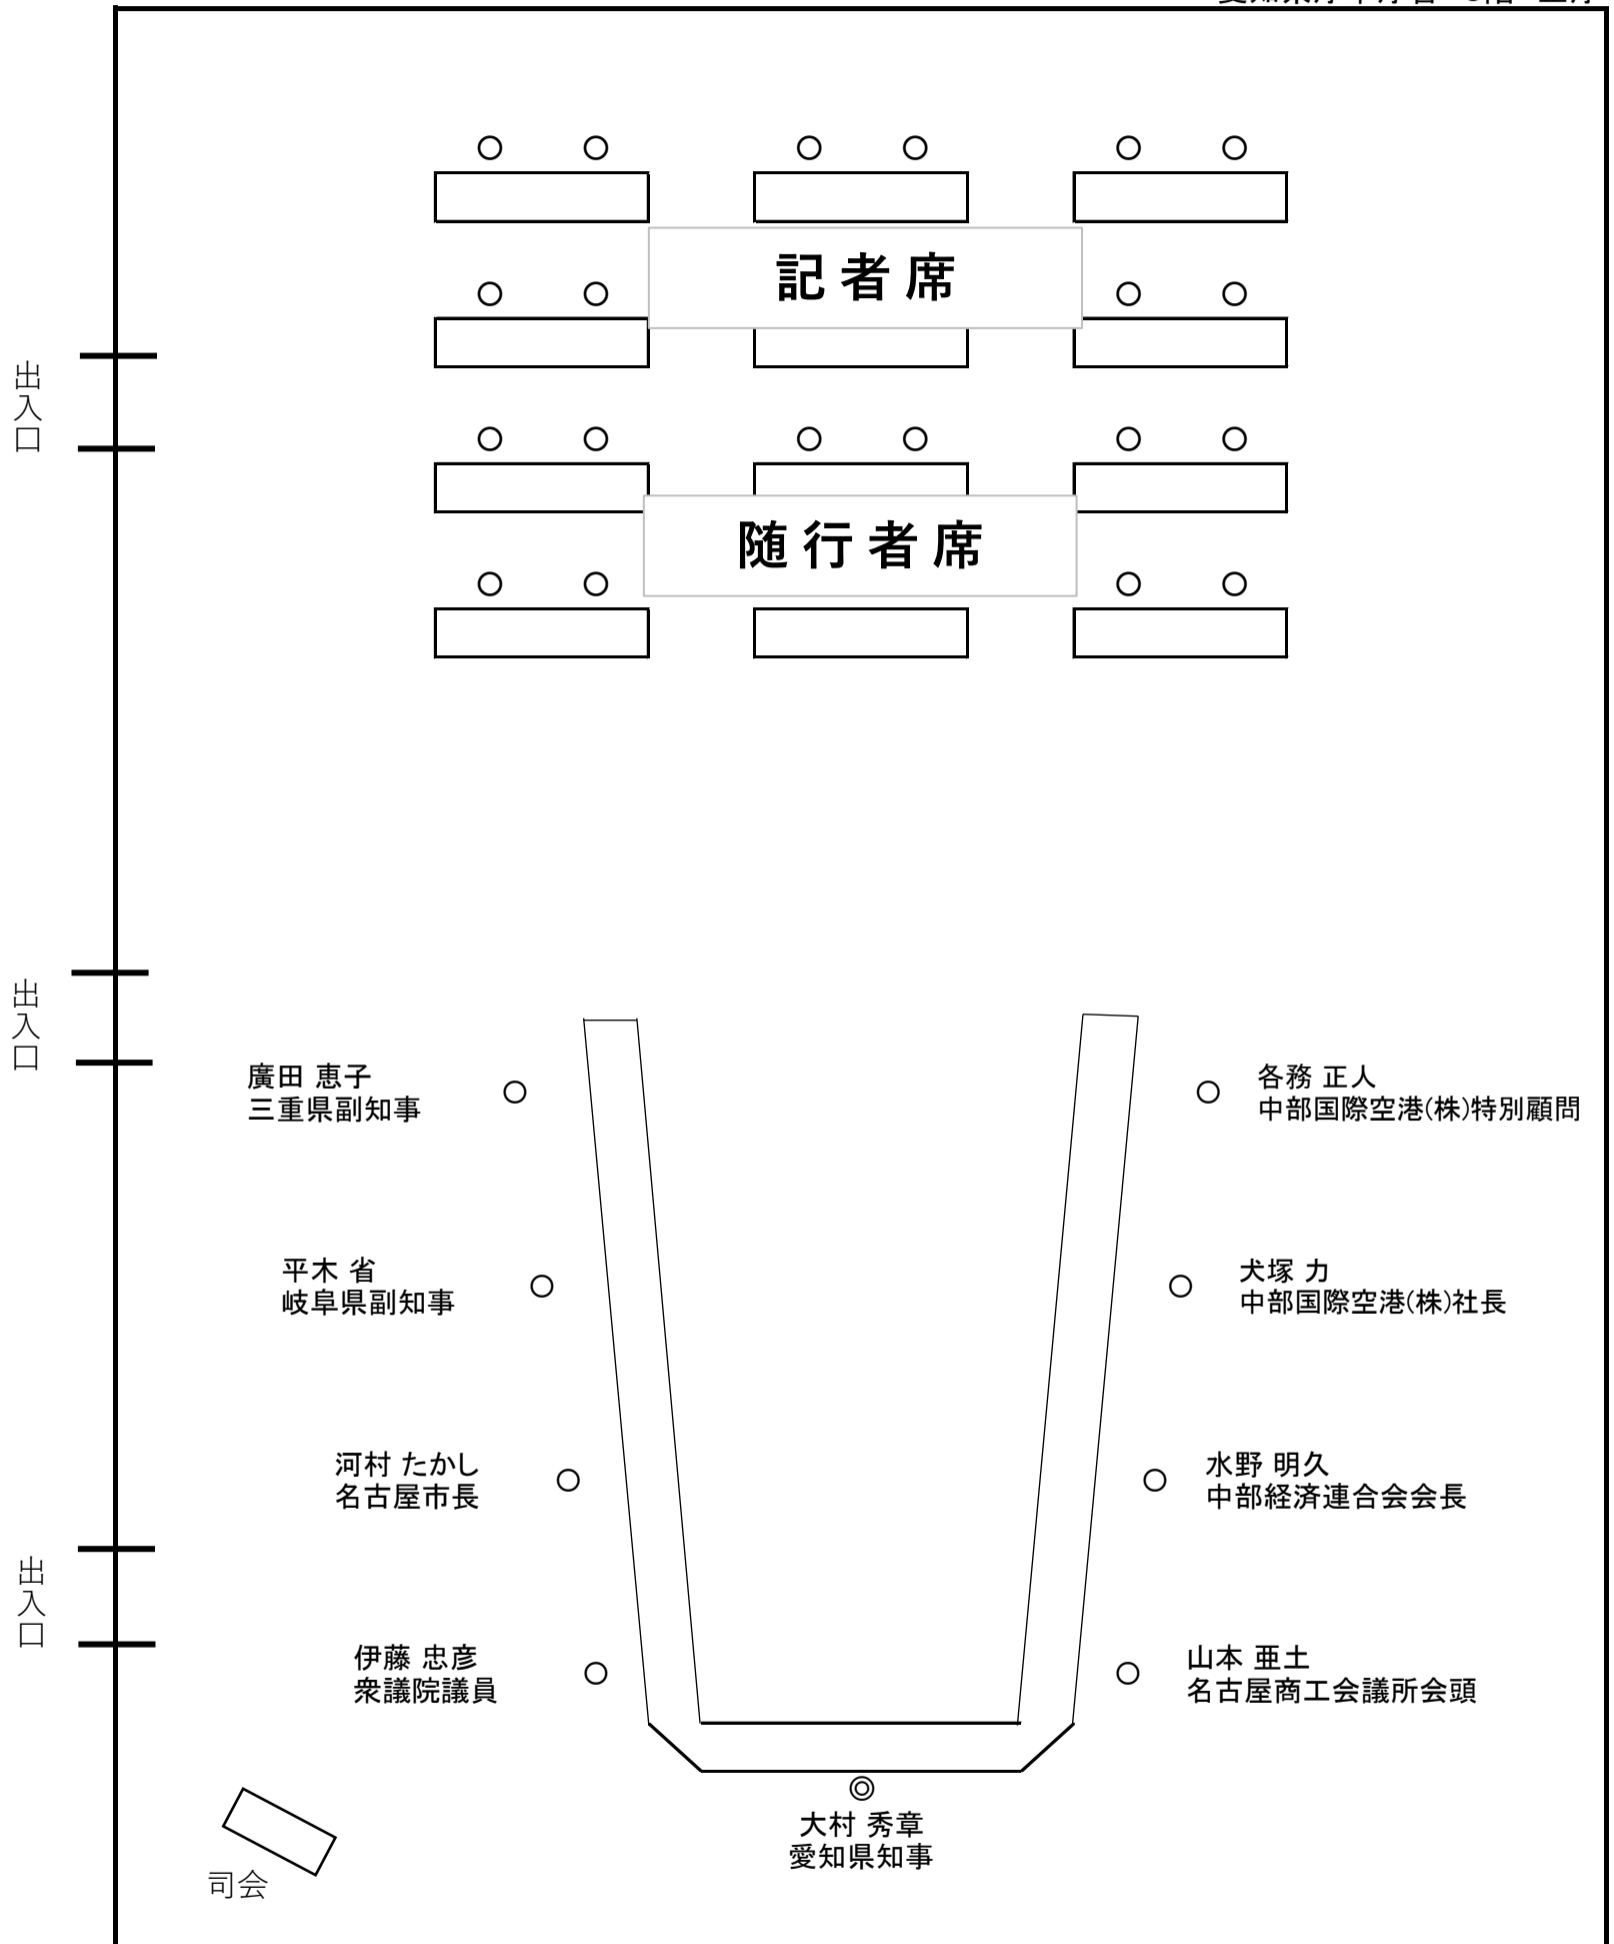 記者席
出入口
随行者席
出入口
廣田 恵子
三重県副知事
各務 正人
中部国際空港(株)特別顧問
平木 省
岐阜県副知事
犬塚 力
中部国際空港(株)社長
河村 たかし
名古屋市長
水野 明久
中部経済連合会会長
出入口
伊藤 忠彦
衆議院議員
山本 亜土
名古屋商工会議所会頭
大村 秀章
愛知県知事
司会